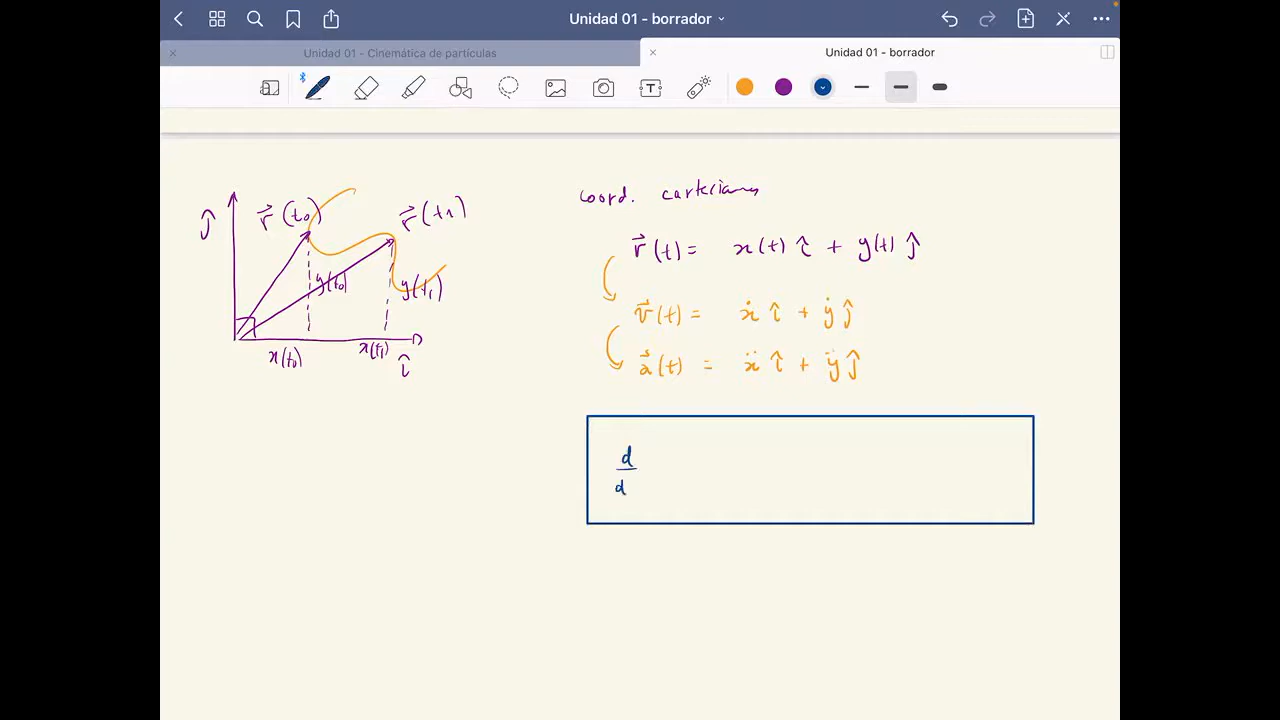 Unidad 01 - borrador
Unidad 01 - Cinemática de partículas
Unidad 01 - borrador
T
ĵ
r⃗(t₀)
r⃗(t₁)
y(t₀)
y(t₁)
x(t₀)
x(t₁)
î
coord. cartesianas
r⃗(t) = x(t) î + y(t) ĵ
v⃗(t) = ẋ î + ẏ ĵ
a⃗(t) = ẍ î + ÿ ĵ
d
d